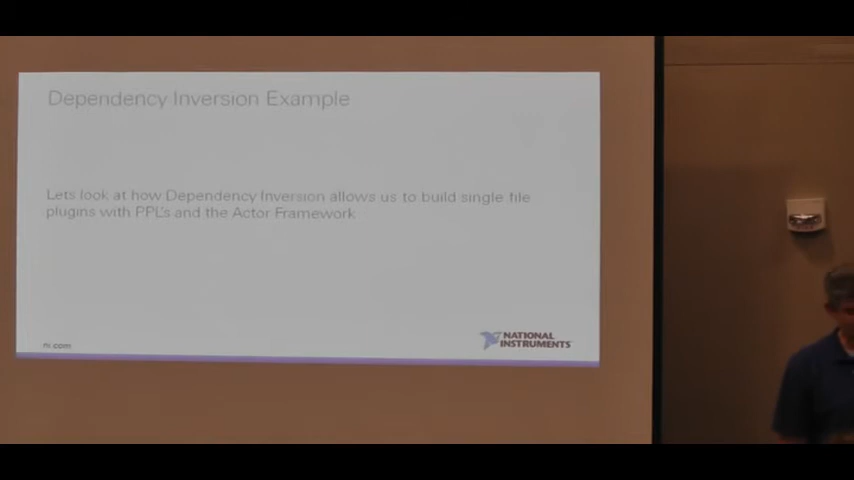 Dependency Inversion Example
Lets look at how Dependency Inversion allows us to build single file
plugins with PPL's and the Actor Framework
ni.com
NATIONAL
INSTRUMENTS